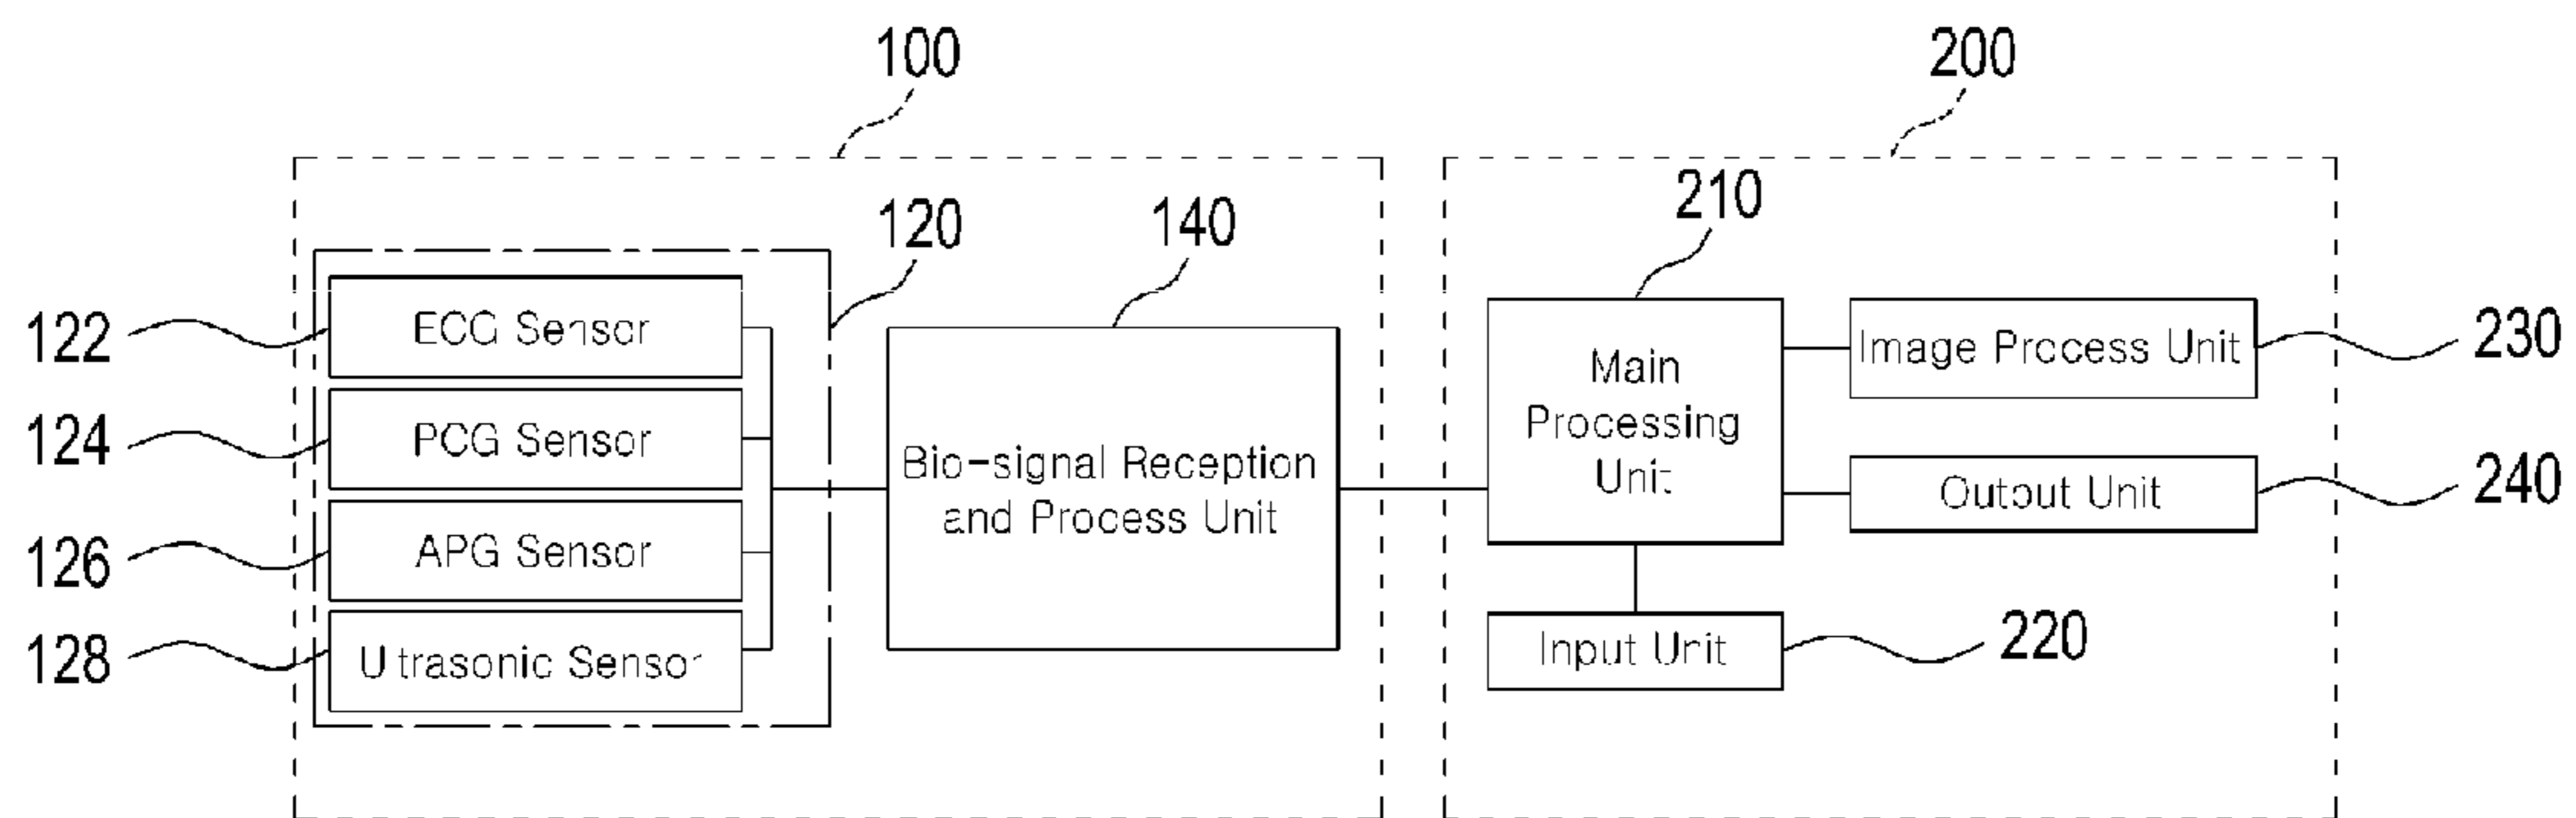 100
200
120
140
210
122
ECG Sensor
124
PCG Sensor
126
APG Sensor
128
Ultrasonic Sensor
Bio-signal Reception
and Process Unit
Main
Processing
Unit
Image Process Unit
230
Output Unit
240
Input Unit
220